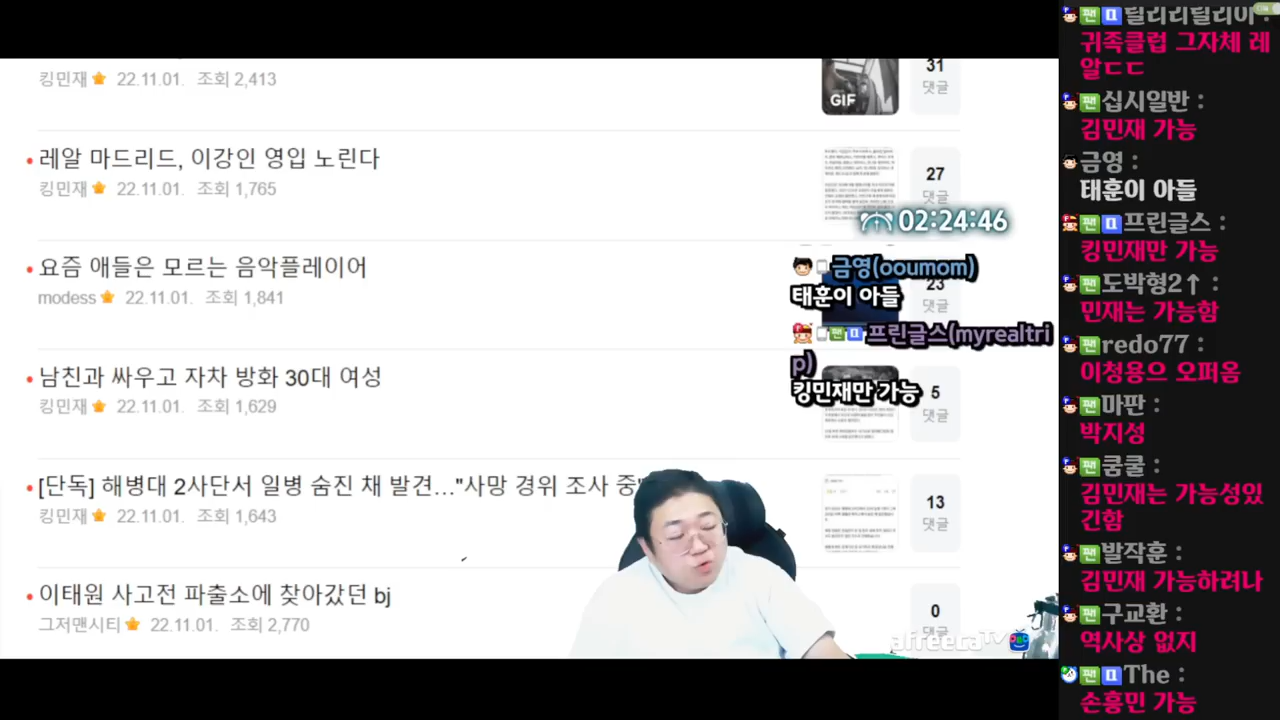 킹민재 22.11.01. 조회 2,413
GIF
31
댓글
레알 마드리드, 이강인 영입 노린다
킹민재 22.11.01. 조회 1,765
27
댓글
02:24:46
요즘 애들은 모르는 음악플레이어
modess 22.11.01. 조회 1,841
23
댓글
금영(ooumom)
태훈이 아들
프린글스(myrealtri
p)
킹민재만 가능
남친과 싸우고 자차 방화 30대 여성
킹민재 22.11.01. 조회 1,629
5
댓글
[단독] 해병대 2사단서 일병 숨진 채 발견…"사망 경위 조사 중"
킹민재 22.11.01. 조회 1,643
13
댓글
이태원 사고전 파출소에 찾아갔던 bj
그저맨시티 22.11.01. 조회 2,770
0
댓글
afreecaTV
릴리리릴리아 :
귀족클럽 그자체 레
알ㄷㄷ
십시일반 :
김민재 가능
금영 :
태훈이 아들
프린글스 :
킹민재만 가능
도박형2↑ :
민재는 가능함
redo77 :
이청용으 오퍼옴
마판 :
박지성
쿰쿨 :
김민재는 가능성있
긴함
발작훈 :
김민재 가능하려나
구교환 :
역사상 없지
The :
손흥민 가능